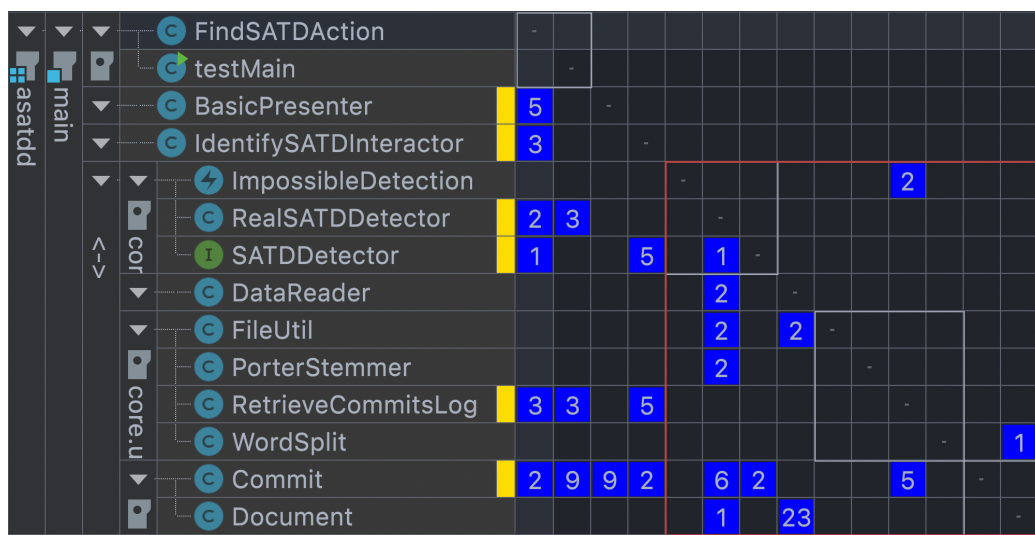 asatdd
main
<->
cor
core.u
C FindSATDAction -
C testMain -
C BasicPresenter 5 -
C IdentifySATDInteractor 3 -
ImpossibleDetection - 2
C RealSATDDetector 2 3 -
I SATDDetector 1 5 1 -
C DataReader 2 -
C FileUtil 2 2 -
C PorterStemmer 2 -
C RetrieveCommitsLog 3 3 5 -
C WordSplit - 1
C Commit 2 9 9 2 6 2 5 -
C Document 1 23 -